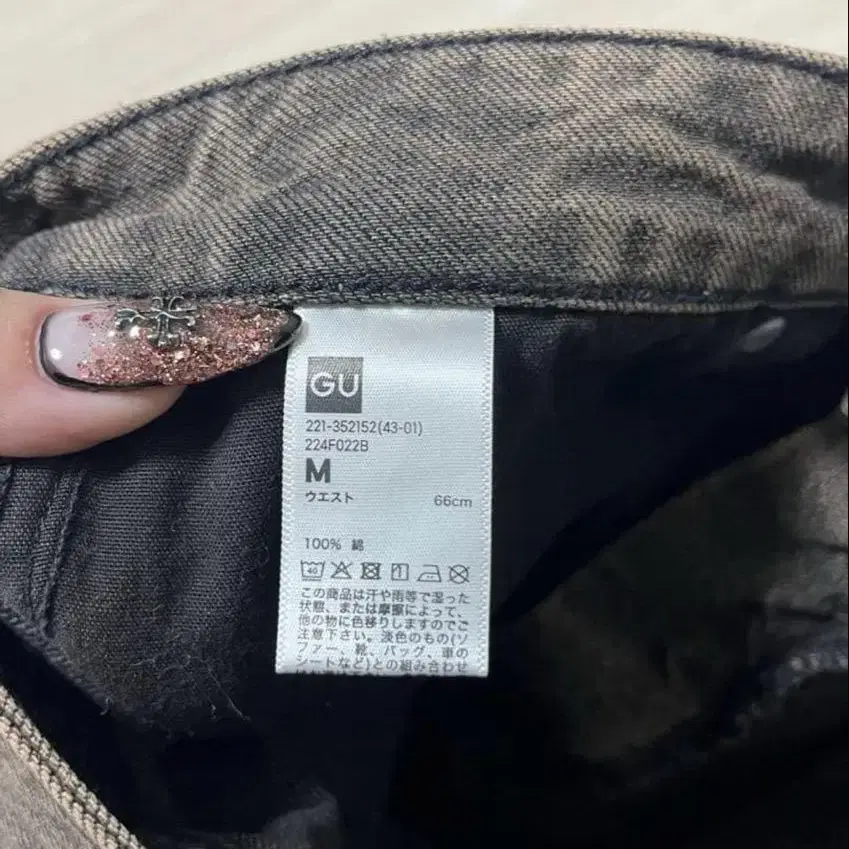 GU
221-352152(43-01)
224F022B
M
ウエスト 66cm
100% 綿
40
この商品は汗や雨等で湿った
状態、または摩擦によって、
他の物に色移りしますのでご
注意下さい。淡色のもの(ソ
ファー、靴、バッグ、車の
シートなど)との組み合わせ